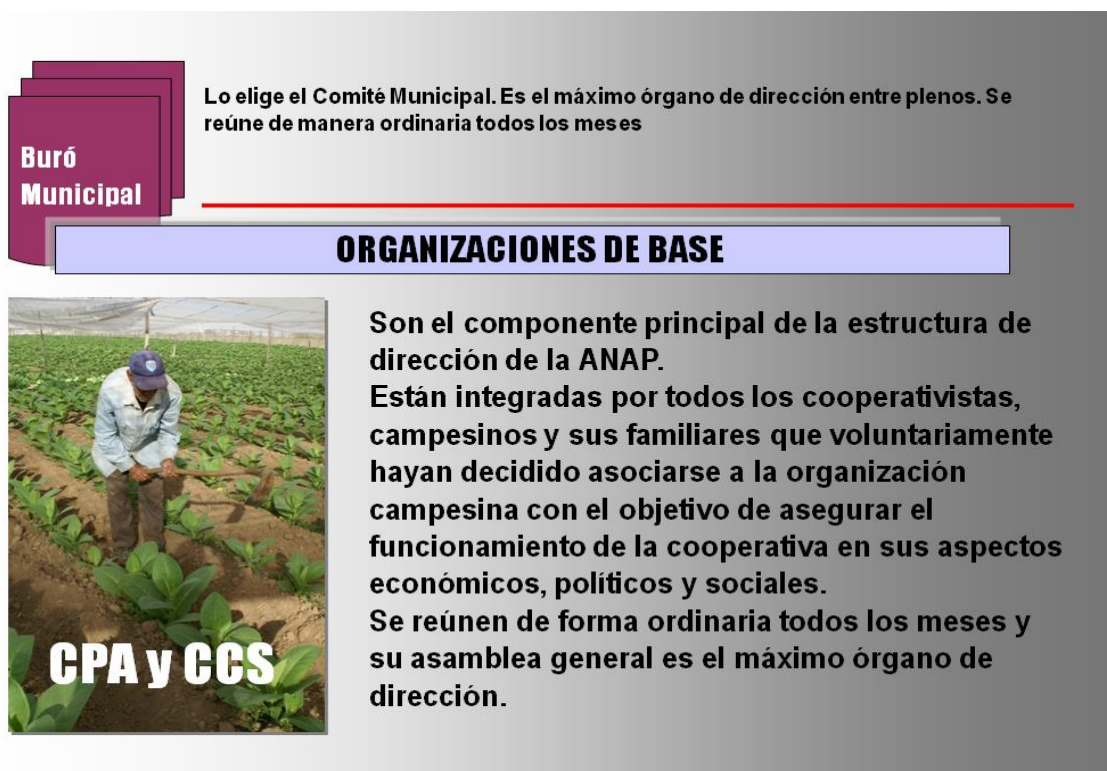 Lo elige el Comité Municipal. Es el máximo órgano de dirección entre plenos. Se
reúne de manera ordinaria todos los meses
Buró
Municipal
ORGANIZACIONES DE BASE
Son el componente principal de la estructura de
dirección de la ANAP.
Están integradas por todos los cooperativistas,
campesinos y sus familiares que voluntariamente
hayan decidido asociarse a la organización
campesina con el objetivo de asegurar el
funcionamiento de la cooperativa en sus aspectos
económicos, políticos y sociales.
Se reúnen de forma ordinaria todos los meses y
su asamblea general es el máximo órgano de
dirección.
CPA y CCS